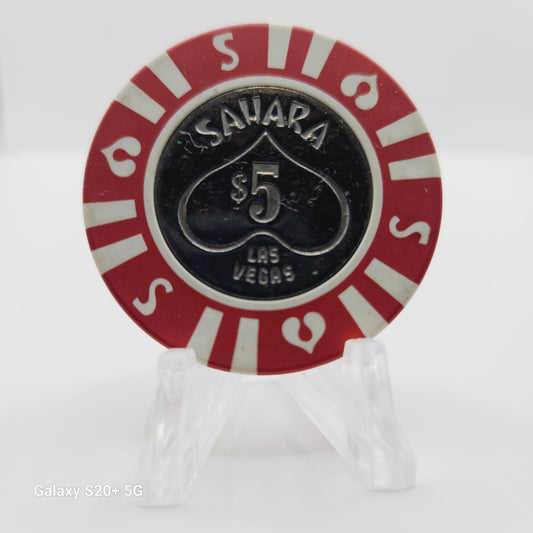 SAHARA
$5
LAS
VEGAS
S
S
S
Galaxy S20+ 5G